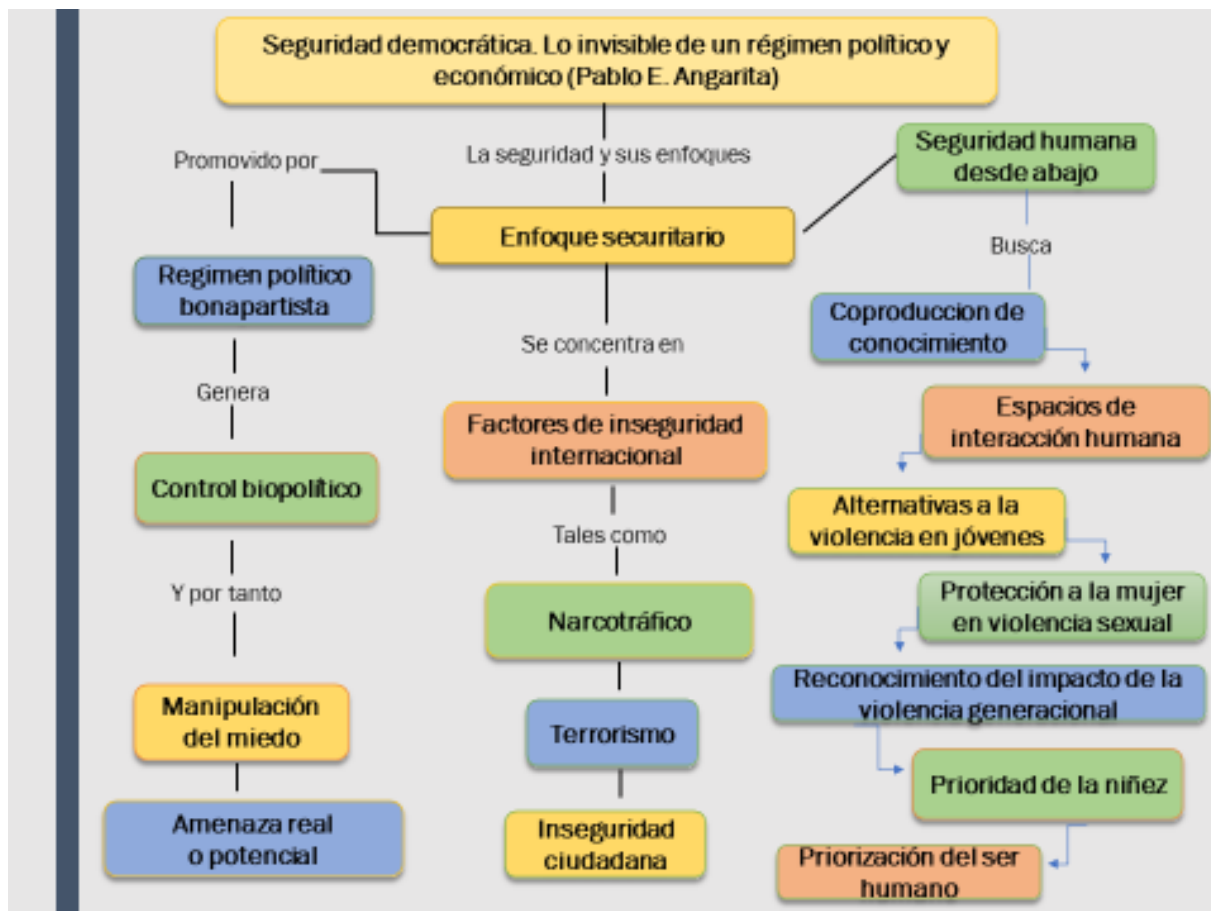 Seguridad democrática. Lo invisible de un régimen político y
económico (Pablo E. Angarita)
La seguridad y sus enfoques
Enfoque securitario
Promovido por
Regimen político
bonapartista
Genera
Control biopolítico
Y por tanto
Manipulación
del miedo
Amenaza real
o potencial
Se concentra en
Factores de inseguridad
internacional
Tales como
Narcotráfico
Terrorismo
Inseguridad
ciudadana
Seguridad humana
desde abajo
Busca
Coproduccion de
conocimiento
Espacios de
interacción humana
Alternativas a la
violencia en jóvenes
Protección a la mujer
en violencia sexual
Reconocimiento del impacto de la
violencia generacional
Prioridad de la niñez
Priorización del ser
humano